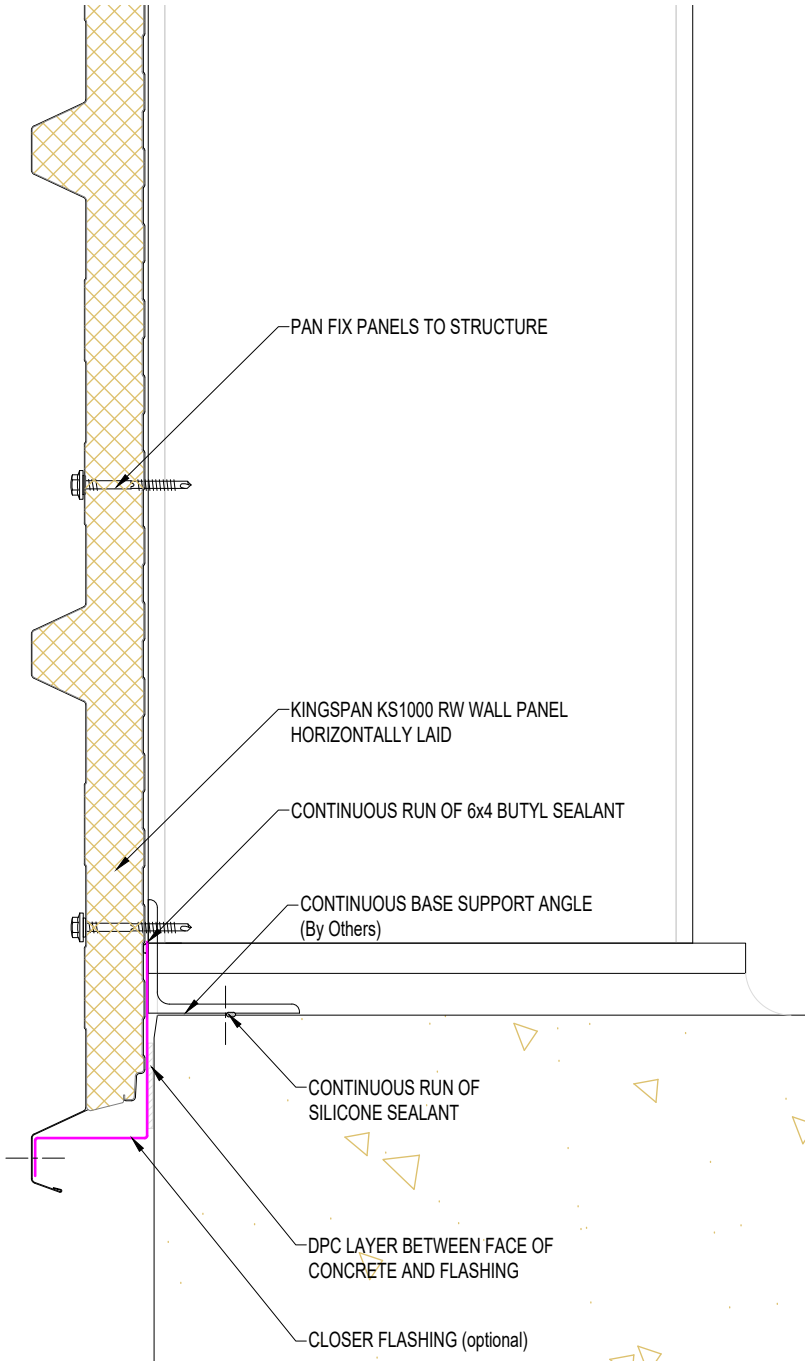 PAN FIX PANELS TO STRUCTURE
KINGSPAN KS1000 RW WALL PANEL
HORIZONTALLY LAID
CONTINUOUS RUN OF 6x4 BUTYL SEALANT
CONTINUOUS BASE SUPPORT ANGLE
(By Others)
CONTINUOUS RUN OF
SILICONE SEALANT
DPC LAYER BETWEEN FACE OF
CONCRETE AND FLASHING
CLOSER FLASHING (optional)